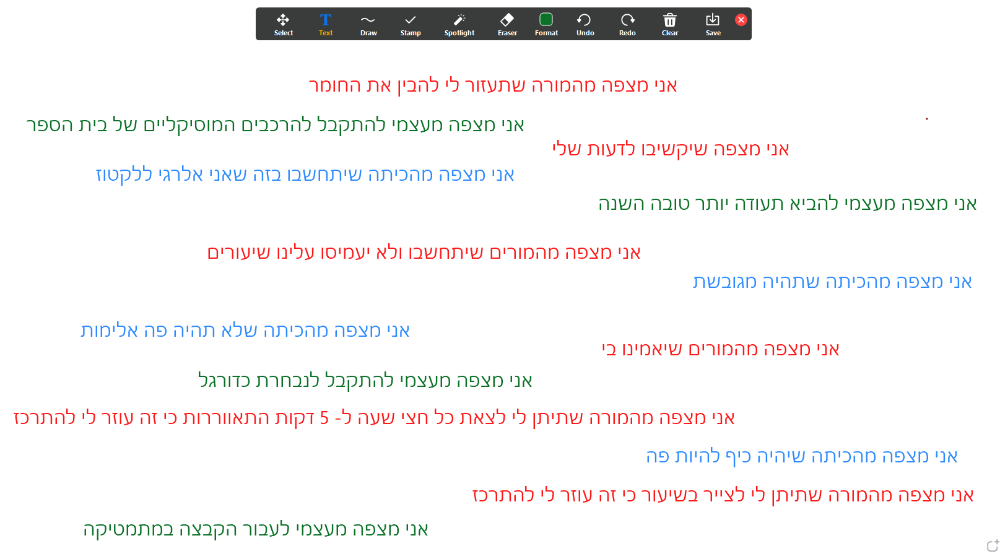 Select Text Draw Stamp Spotlight Eraser Format Undo Redo Clear Save
אני מצפה מהמורה שתעזור לי להבין את החומר
אני מצפה מעצמי להתקבל להרכבים המוסיקליים של בית הספר
אני מצפה שיקשיבו לדעות שלי
אני מצפה מהכיתה שיתחשבו בזה שאני אלרגי ללקטוז
אני מצפה מעצמי להביא תעודה יותר טובה השנה
אני מצפה מהמורים שיתחשבו ולא יעמיסו עלינו שיעורים
אני מצפה מהכיתה שתהיה מגובשת
אני מצפה מהכיתה שלא תהיה פה אלימות
אני מצפה מהמורים שיאמינו בי
אני מצפה מעצמי להתקבל לנבחרת כדורגל
אני מצפה מהמורה שתיתן לי לצאת כל חצי שעה ל- 5 דקות התאווררות כי זה עוזר לי להתרכז
אני מצפה מהכיתה שיהיה כיף להיות פה
אני מצפה מהמורה שתיתן לי לצייר בשיעור כי זה עוזר לי להתרכז
אני מצפה מעצמי לעבור הקבצה במתמטיקה